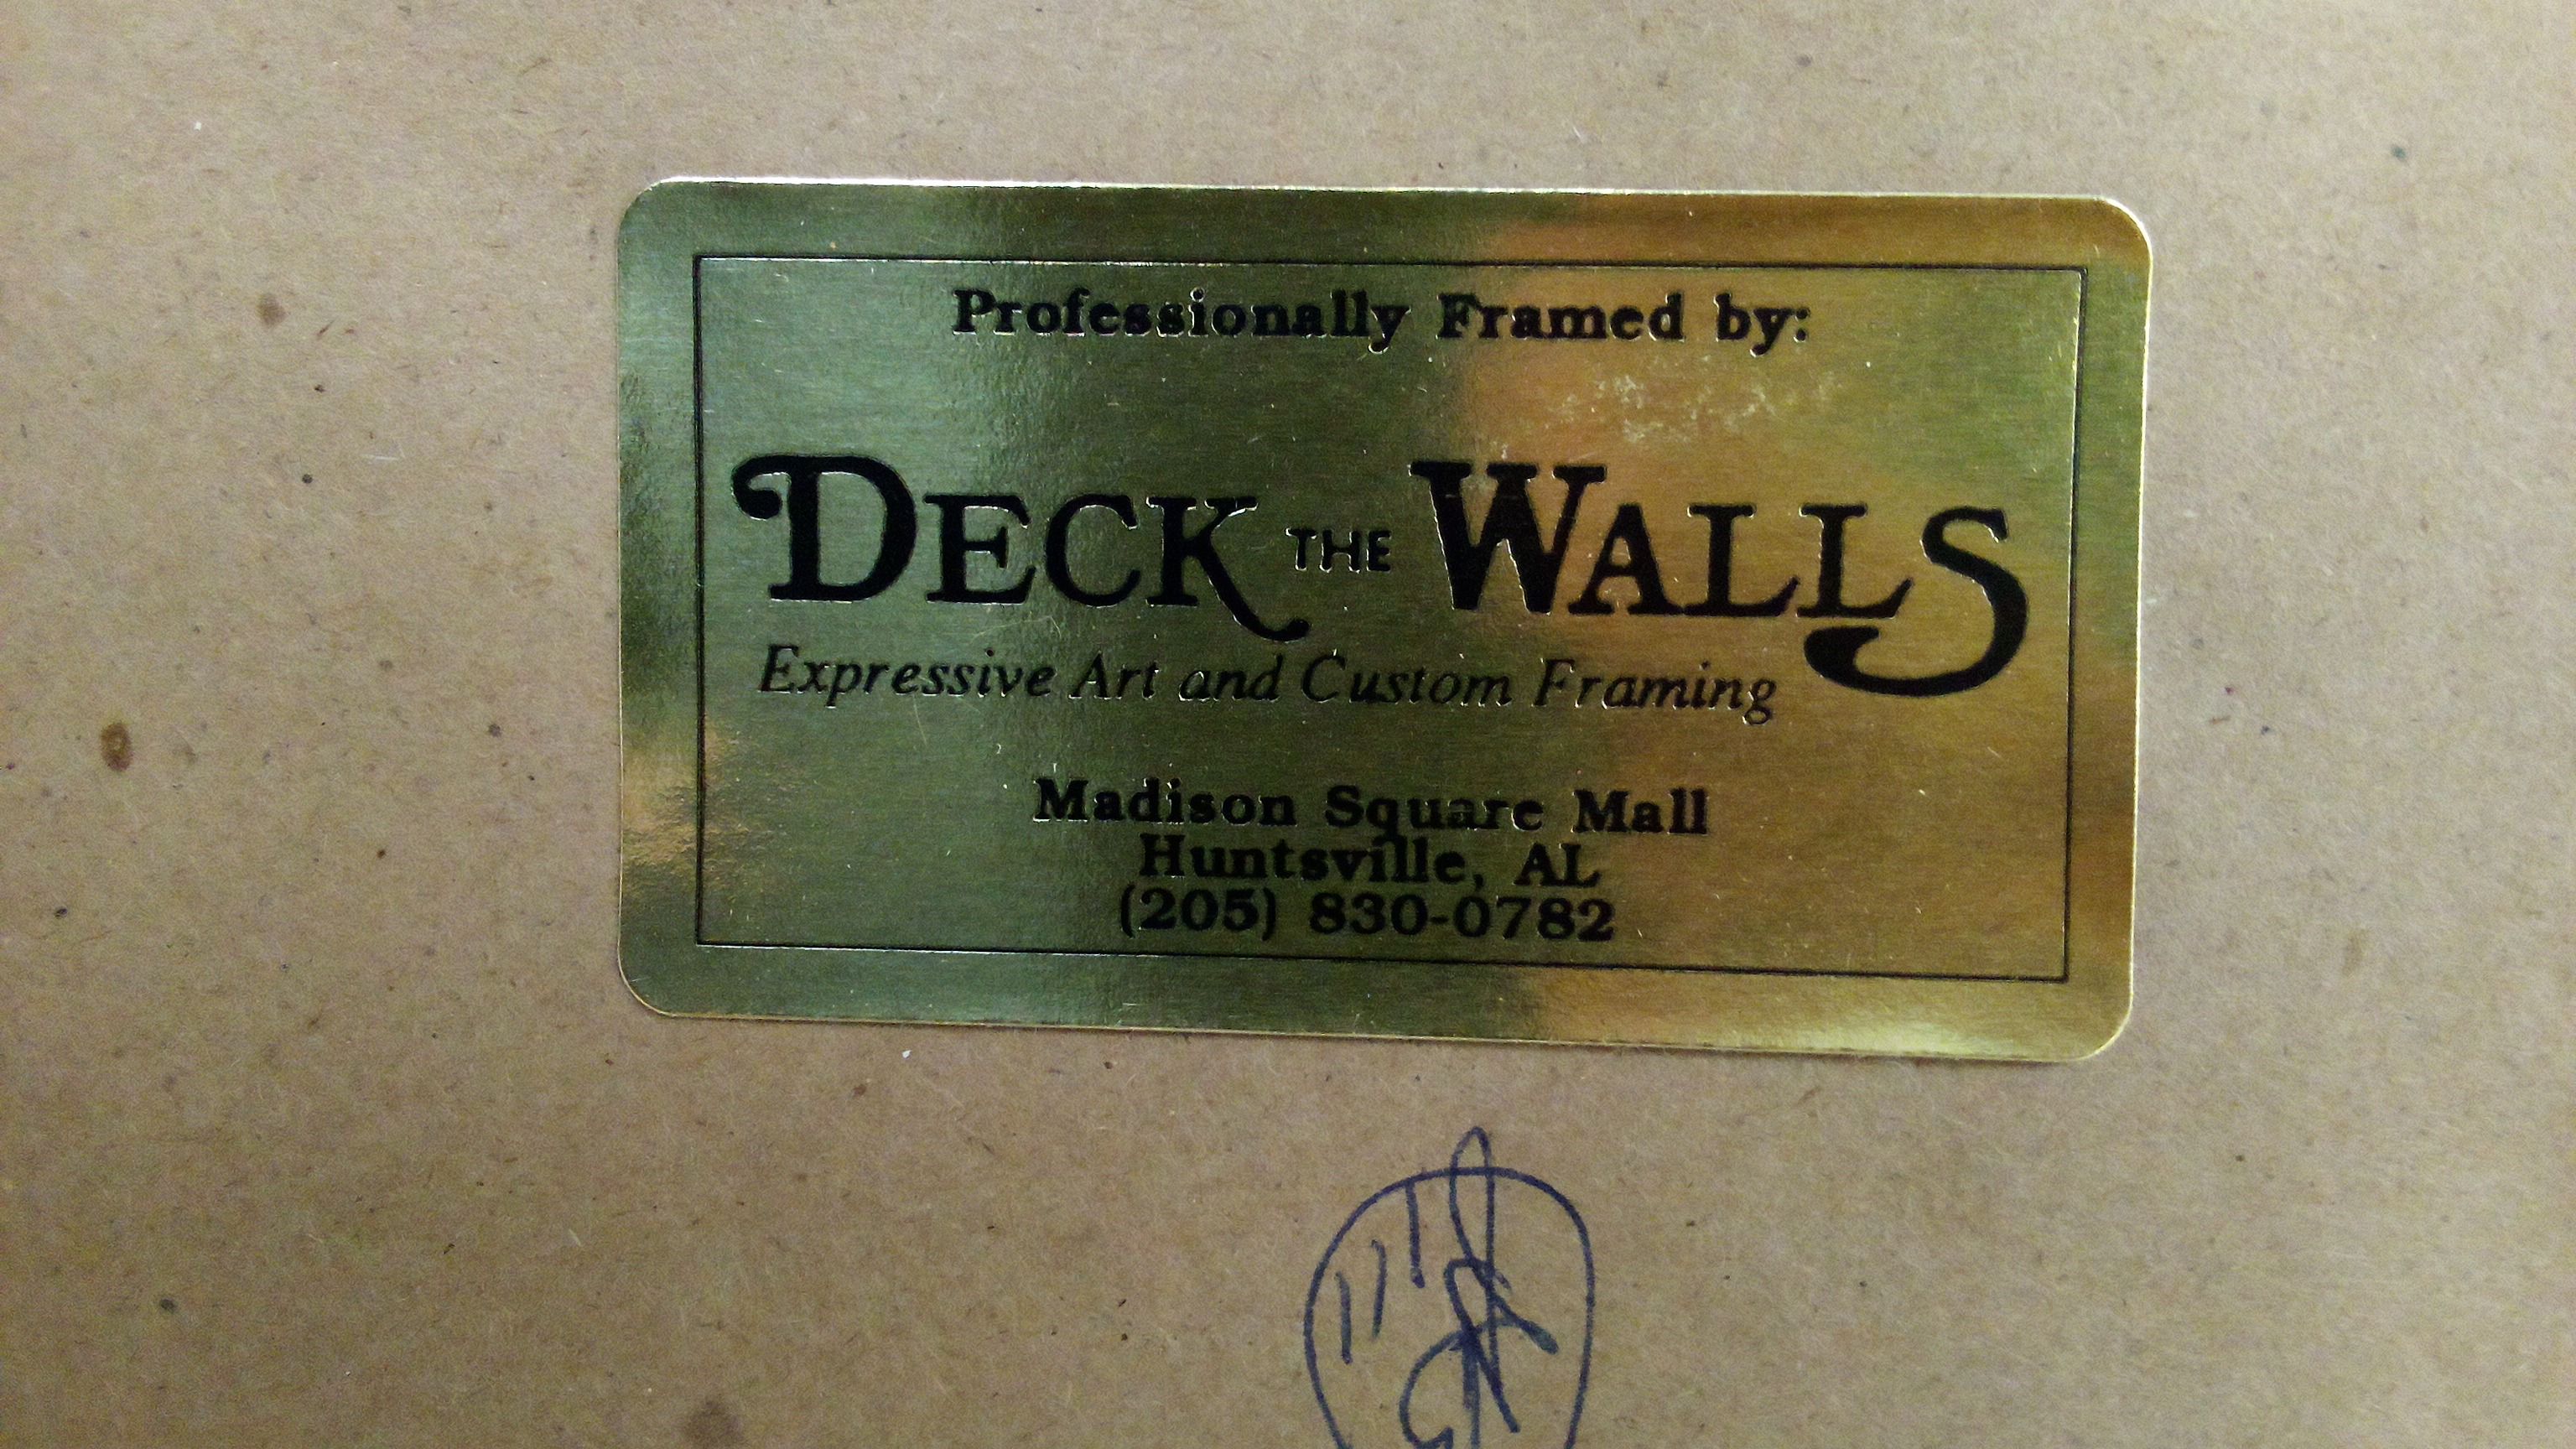 Professionally Framed by:
DECK THE WALLS
Expressive Art and Custom Framing
Madison Square Mall
Huntsville, AL
(205) 830-0782